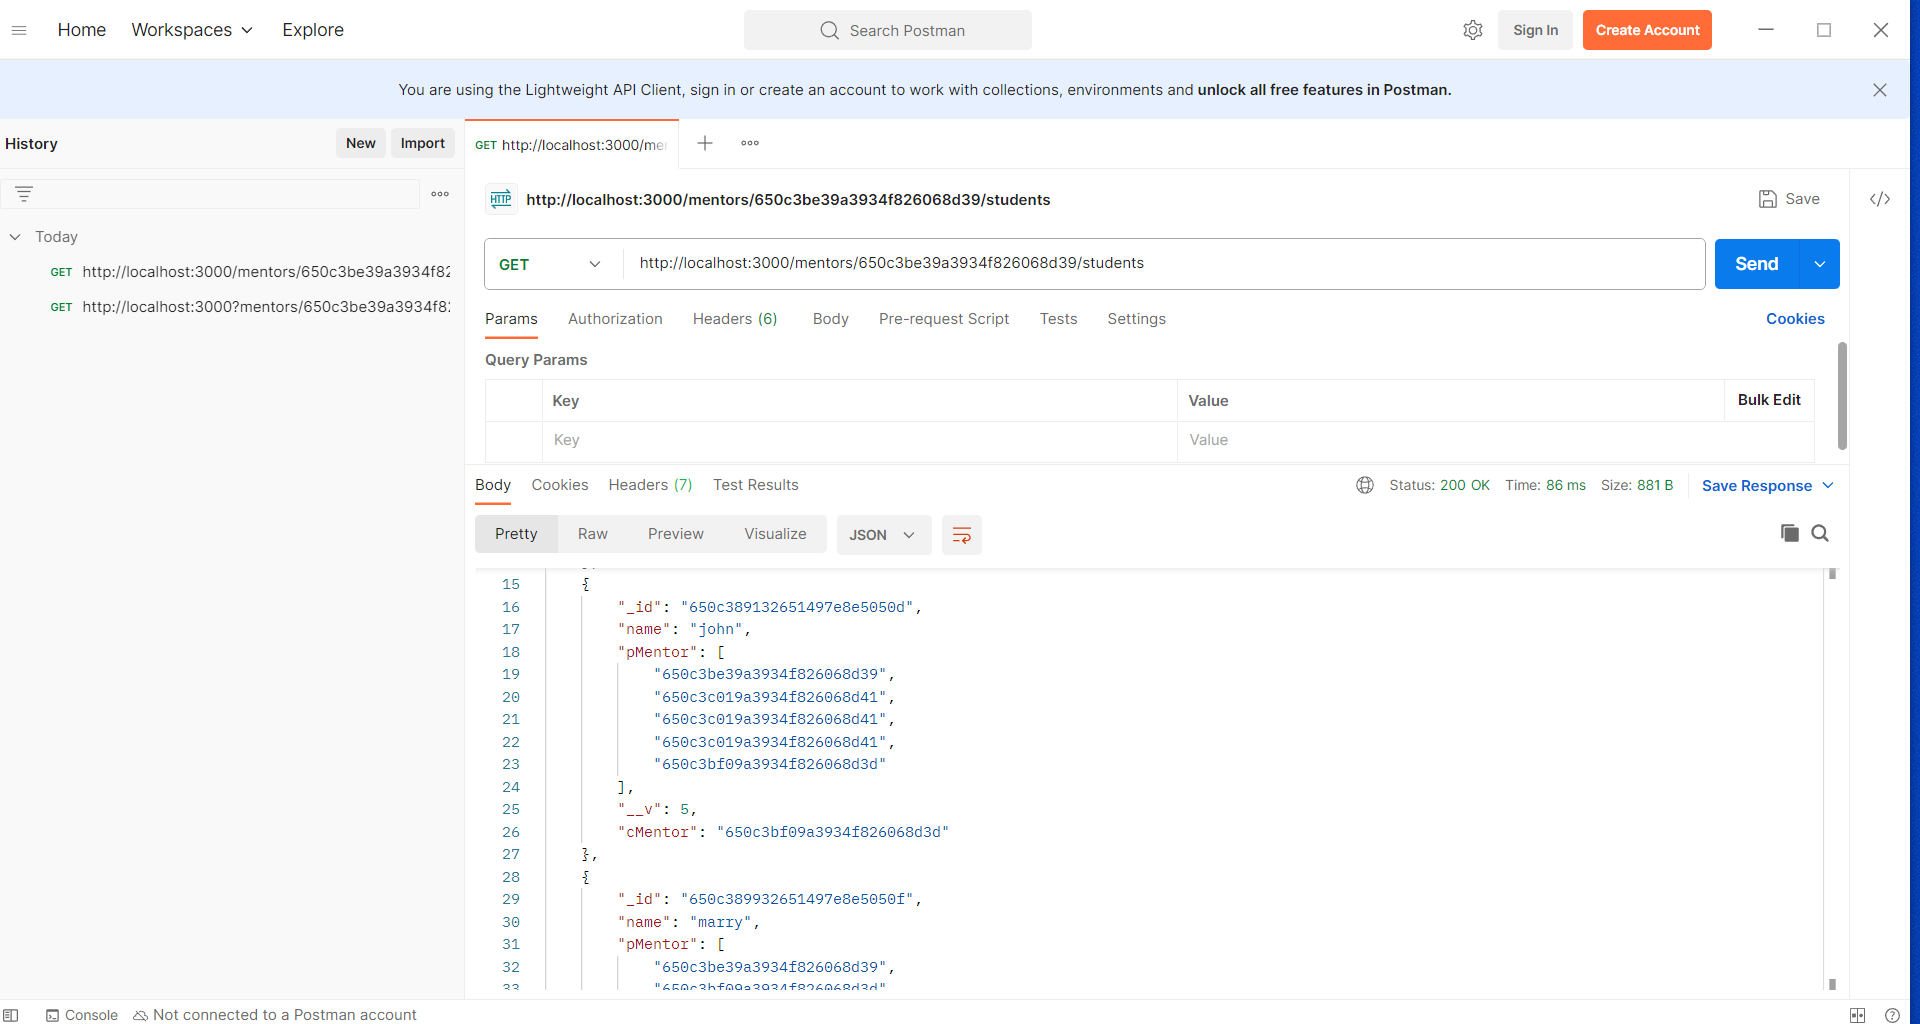 Home Workspaces Explore Search Postman Sign In Create Account
You are using the Lightweight API Client, sign in or create an account to work with collections, environments and unlock all free features in Postman.
History New Import
GET http://localhost:3000/me
Today
GET http://localhost:3000/mentors/650c3be39a3934f82
GET http://localhost:3000?mentors/650c3be39a3934f8
HTTP http://localhost:3000/mentors/650c3be39a3934f826068d39/students Save </>
GET http://localhost:3000/mentors/650c3be39a3934f826068d39/students Send
Params Authorization Headers (6) Body Pre-request Script Tests Settings Cookies
Query Params
Key Value Bulk Edit
Key Value
Body Cookies Headers (7) Test Results Status: 200 OK Time: 86 ms Size: 881 B Save Response
Pretty Raw Preview Visualize JSON
15 {
16 "_id": "650c389132651497e8e5050d",
17 "name": "john",
18 "pMentor": [
19 "650c3be39a3934f826068d39",
20 "650c3c019a3934f826068d41",
21 "650c3c019a3934f826068d41",
22 "650c3c019a3934f826068d41",
23 "650c3bf09a3934f826068d3d"
24 ],
25 "__v": 5,
26 "cMentor": "650c3bf09a3934f826068d3d"
27 },
28 {
29 "_id": "650c389932651497e8e5050f",
30 "name": "marry",
31 "pMentor": [
32 "650c3be39a3934f826068d39",
33 "650c3bf09a3934f826068d3d"
Console Not connected to a Postman account